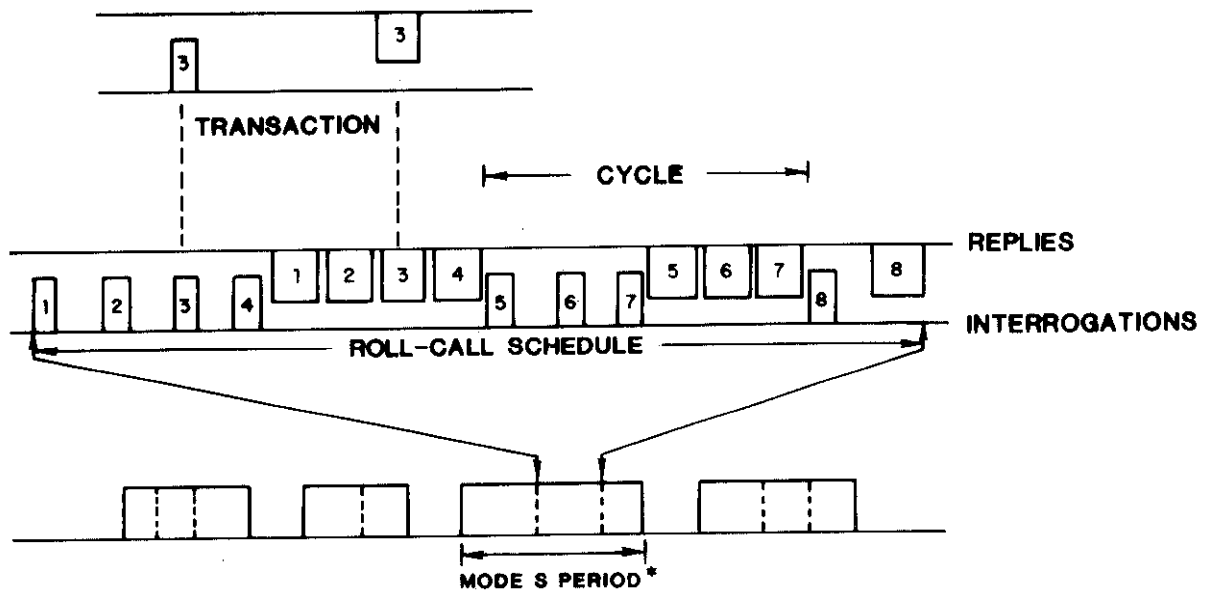 3
3
TRANSACTION
CYCLE
REPLIES
1 2 3 4 5 6 7 8
1 2 3 4 5 6 7 8
INTERROGATIONS
ROLL-CALL SCHEDULE
MODE S PERIOD*